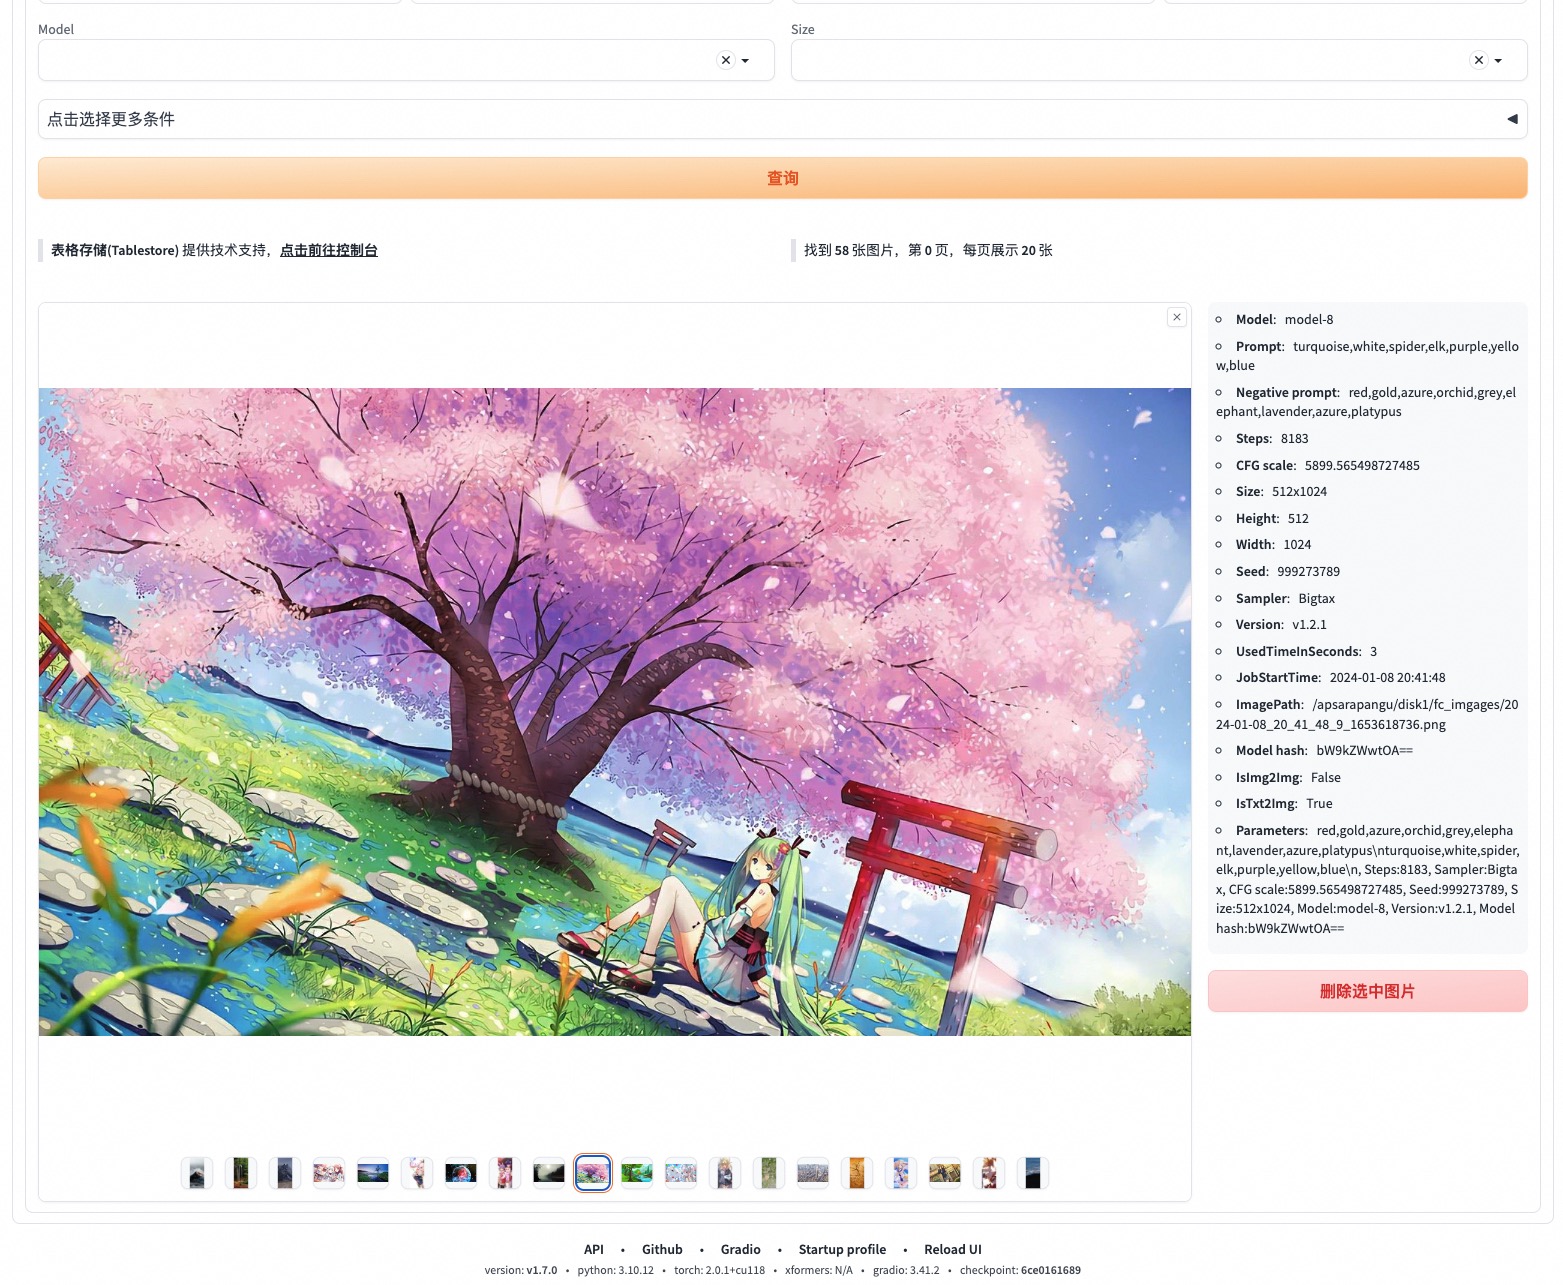 Model
Size
点击选择更多条件
查询
表格存储(Tablestore) 提供技术支持，点击前往控制台
找到 58 张图片，第 0 页，每页展示 20 张
Model: model-8
Prompt: turquoise,white,spider,elk,purple,yello
w,blue
Negative prompt: red,gold,azure,orchid,grey,el
ephant,lavender,azure,platypus
Steps: 8183
CFG scale: 5899.565498727485
Size: 512x1024
Height: 512
Width: 1024
Seed: 999273789
Sampler: Bigtax
Version: v1.2.1
UsedTimeInSeconds: 3
JobStartTime: 2024-01-08 20:41:48
ImagePath: /apsarapangu/disk1/fc_imgages/20
24-01-08_20_41_48_9_1653618736.png
Model hash: bW9kZWwtOA==
IsImg2Img: False
IsTxt2Img: True
Parameters: red,gold,azure,orchid,grey,elepha
nt,lavender,azure,platypus\nturquoise,white,spider,
elk,purple,yellow,blue\n, Steps:8183, Sampler:Bigta
x, CFG scale:5899.565498727485, Seed:999273789, S
ize:512x1024, Model:model-8, Version:v1.2.1, Model
hash:bW9kZWwtOA==
删除选中图片
API • Github • Gradio • Startup profile • Reload UI
version: v1.7.0 • python: 3.10.12 • torch: 2.0.1+cu118 • xformers: N/A • gradio: 3.41.2 • checkpoint: 6ce0161689